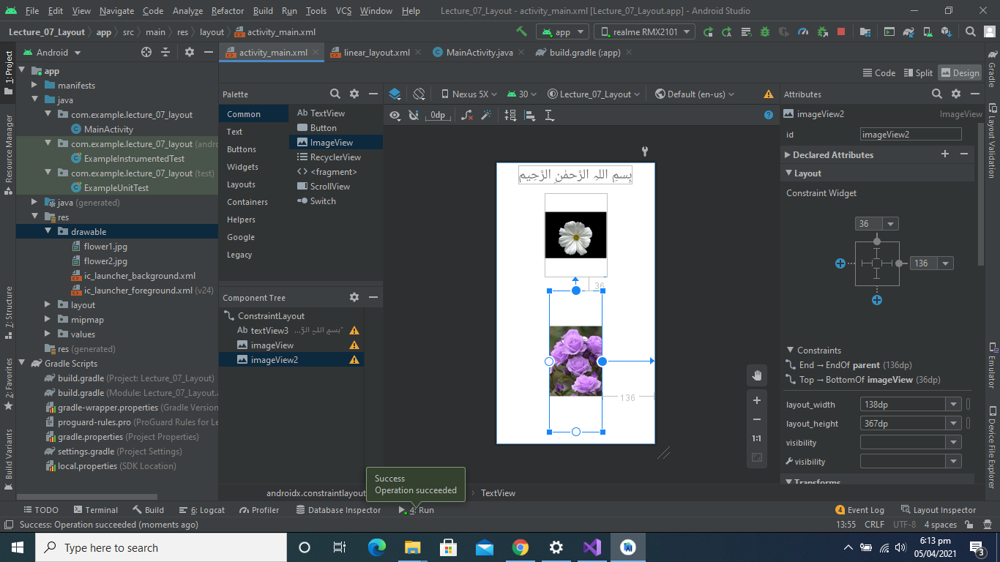 File Edit View Navigate Code Analyze Refactor Build Run Tools VCS Window Help Lecture_07_Layout - activity_main.xml [Lecture_07_Layout.app] - Android Studio
Lecture_07_Layout app src main res layout activity_main.xml app realme RMX2101
1: Project
Resource Manager
7: Structure
2: Favorites
Build Variants
Android
app
manifests
java
com.example.lecture_07_layout
MainActivity
com.example.lecture_07_layout (andro
ExampleInstrumentedTest
com.example.lecture_07_layout (test)
ExampleUnitTest
java (generated)
res
drawable
flower1.jpg
flower2.jpg
ic_launcher_background.xml
ic_launcher_foreground.xml (v24)
layout
mipmap
values
res (generated)
Gradle Scripts
build.gradle (Project: Lecture_07_Layout)
build.gradle (Module: Lecture_07_Layout.a
gradle-wrapper.properties (Gradle Version
proguard-rules.pro (ProGuard Rules for Le
gradle.properties (Project Properties)
settings.gradle (Project Settings)
local.properties (SDK Location)
activity_main.xml linear_layout.xml MainActivity.java build.gradle (:app)
Code Split Design
Palette
Common
Text
Buttons
Widgets
Layouts
Containers
Helpers
Google
Legacy
Ab TextView
Button
ImageView
RecyclerView
<> <fragment>
ScrollView
Switch
Component Tree
ConstraintLayout
Ab textView3 "بسم اللہ الرّ...
imageView
imageView2
Nexus 5X 30 Lecture_07_Layout Default (en-us)
0dp
بِسمِ اللہِ الرَّحمٰنِ الرَّحِیم
36
136
1:1
androidx.constraintlayout TextView
Success
Operation succeeded
Attributes
imageView2 ImageView
id imageView2
Declared Attributes
Layout
Constraint Widget
36
136
Constraints
End → EndOf parent (136dp)
Top → BottomOf imageView (36dp)
layout_width 138dp
layout_height 367dp
visibility
visibility
Transforms
Gradle
Layout Validation
Emulator
Device File Explorer
TODO Terminal Build 6: Logcat Profiler Database Inspector 4: Run 4 Event Log Layout Inspector
Success: Operation succeeded (moments ago) 13:55 CRLF UTF-8 4 spaces
Type here to search
6:13 pm
05/04/2021
3